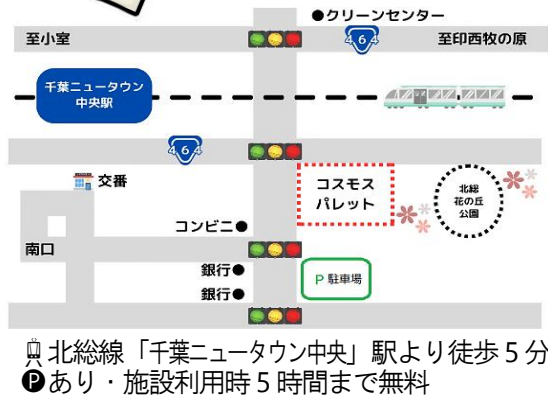 ●クリーンセンター
至小室
464
至印西牧の原
千葉ニュータウン
中央駅
464
交番
コスモス
パレット
北総
花の丘
公園
コンビニ●
南口
銀行●
P 駐車場
銀行●
北総線「千葉ニュータウン中央」駅より徒歩5分
Pあり・施設利用時5時間まで無料